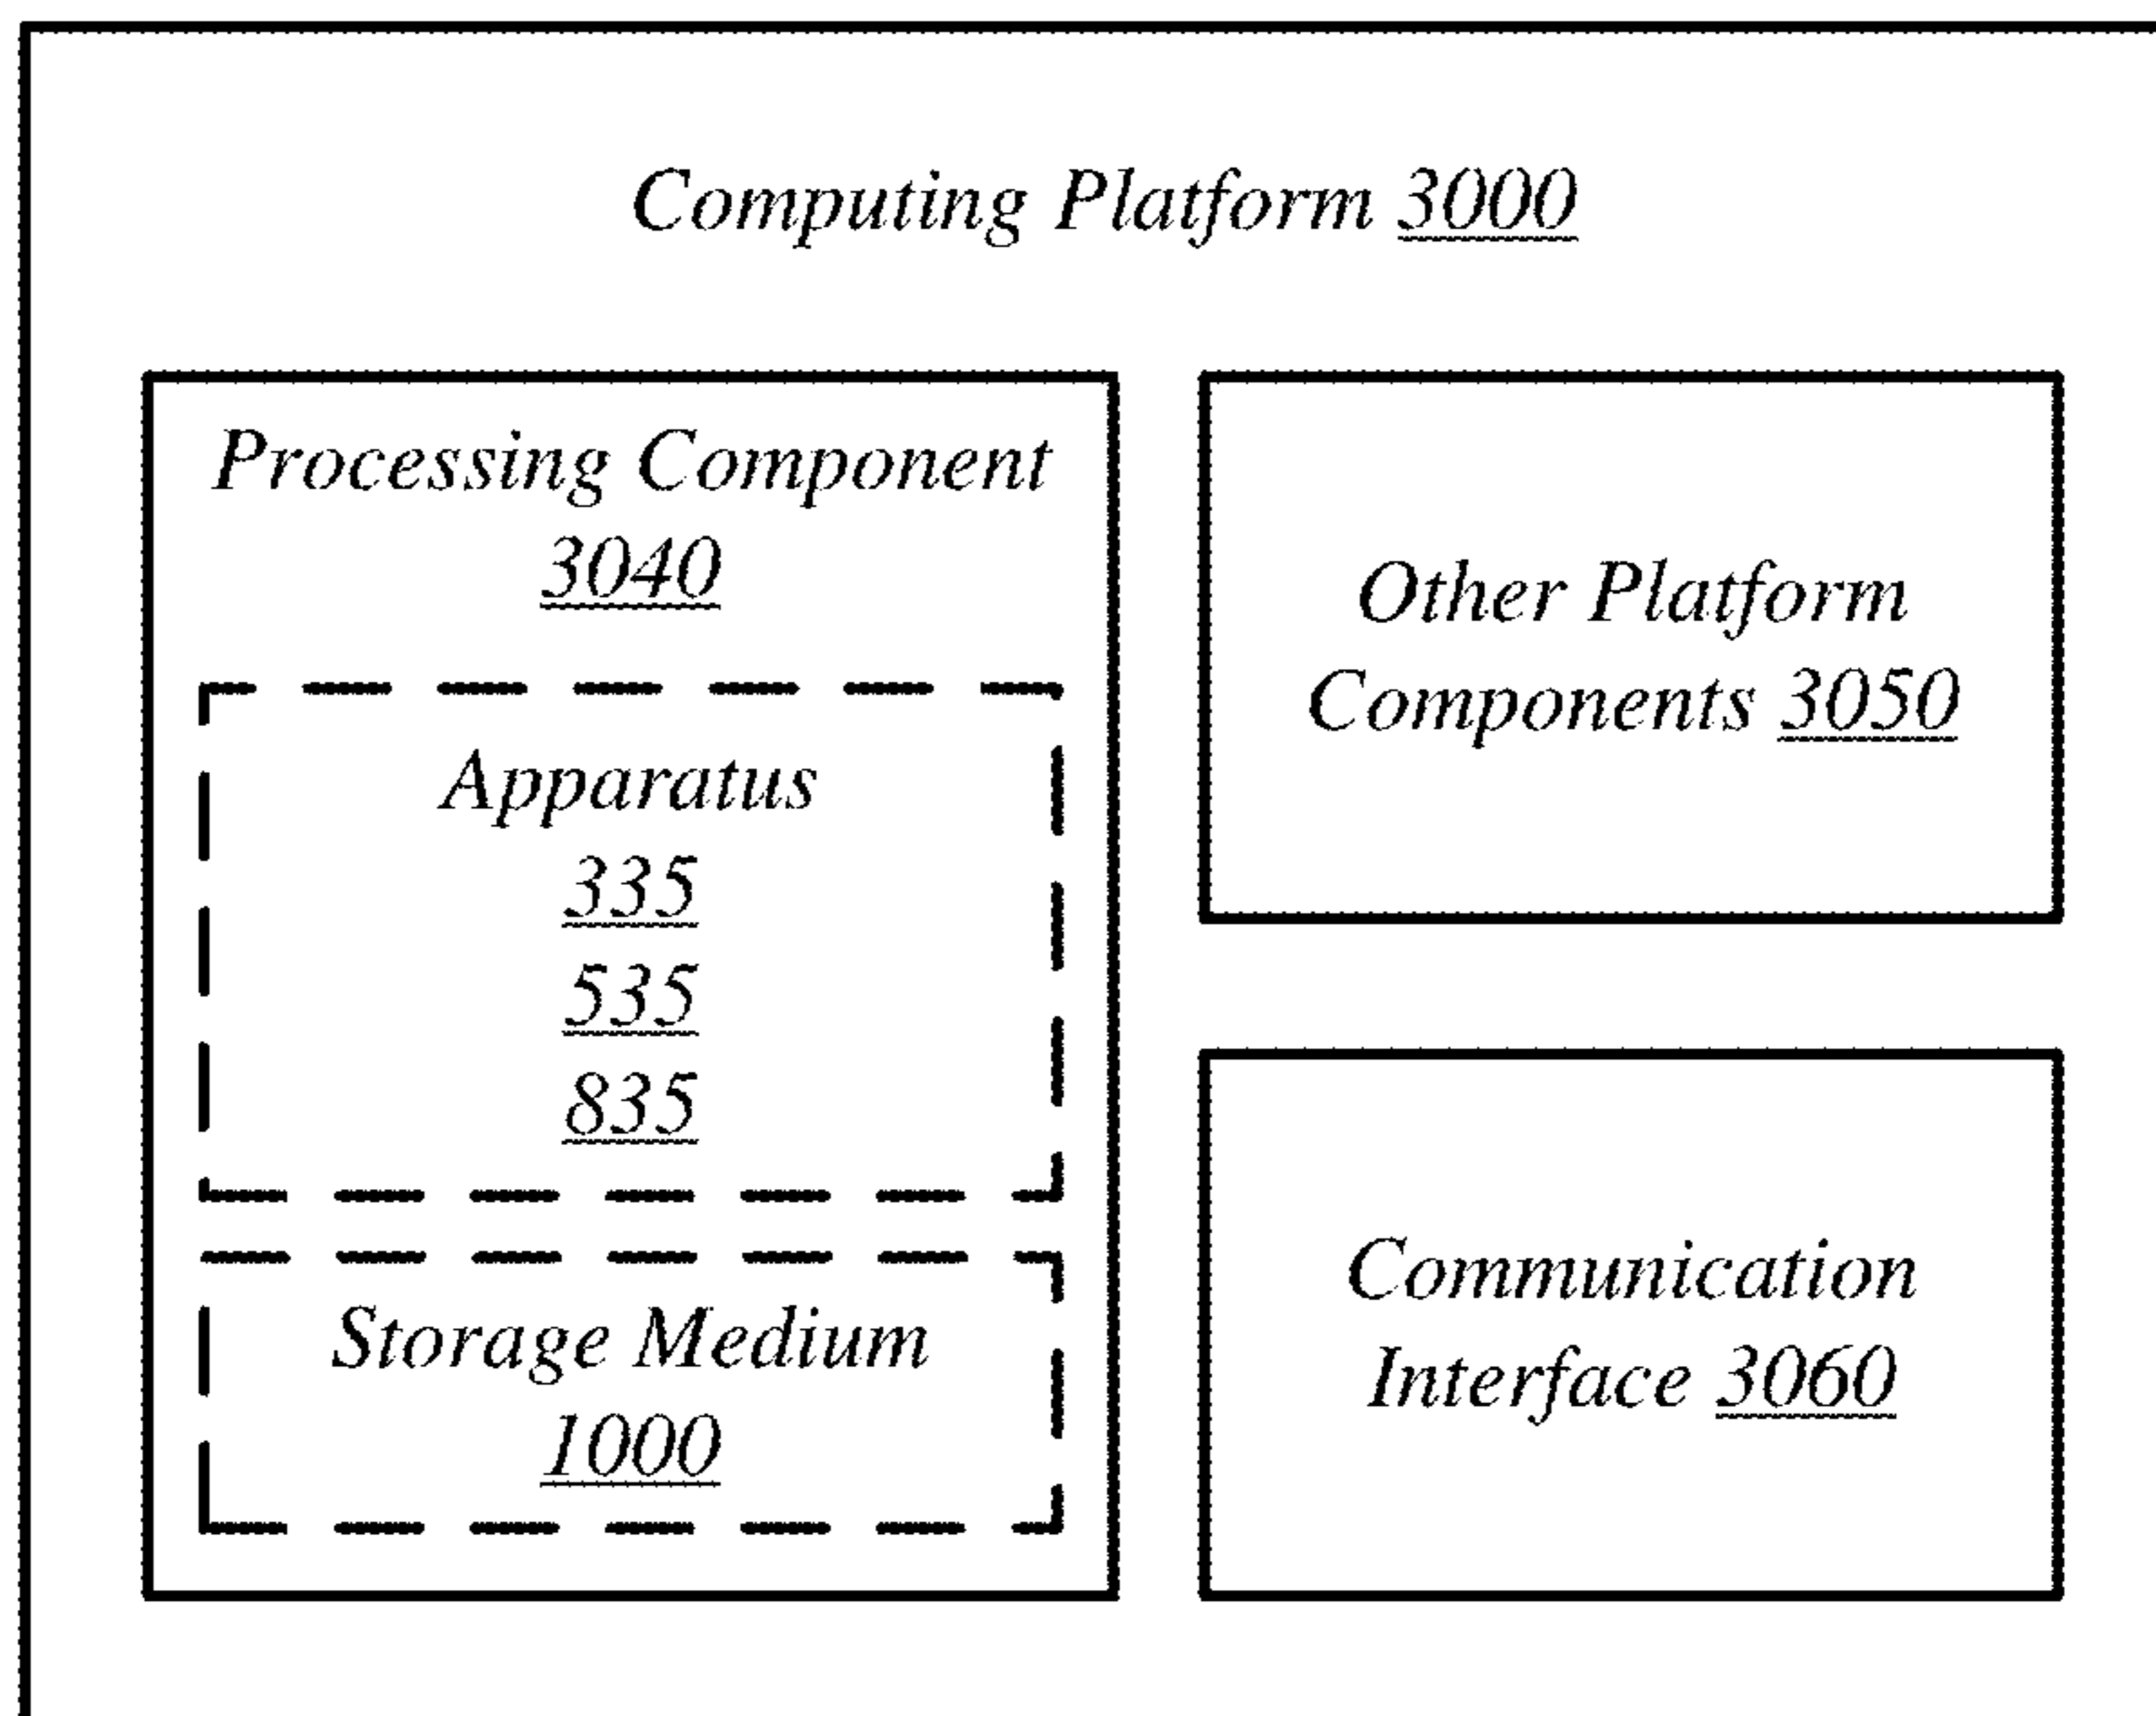 Computing Platform 3000
Processing Component
3040
Apparatus
335
535
835
Storage Medium
1000
Other Platform
Components 3050
Communication
Interface 3060